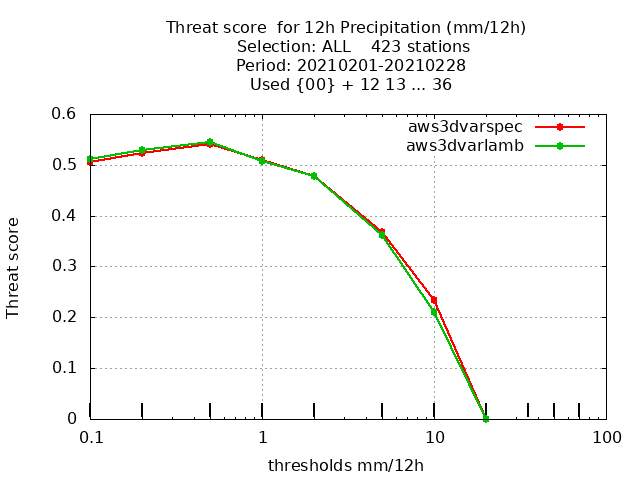 Threat score  for 12h Precipitation (mm/12h)
Selection: ALL    423 stations
Period: 20210201-20210228
Used {00} + 12 13 ... 36
aws3dvarspec
aws3dvarlamb
0.6
0.5
0.4
0.3
0.2
0.1
0
Threat score
0.1 1 10 100
thresholds mm/12h